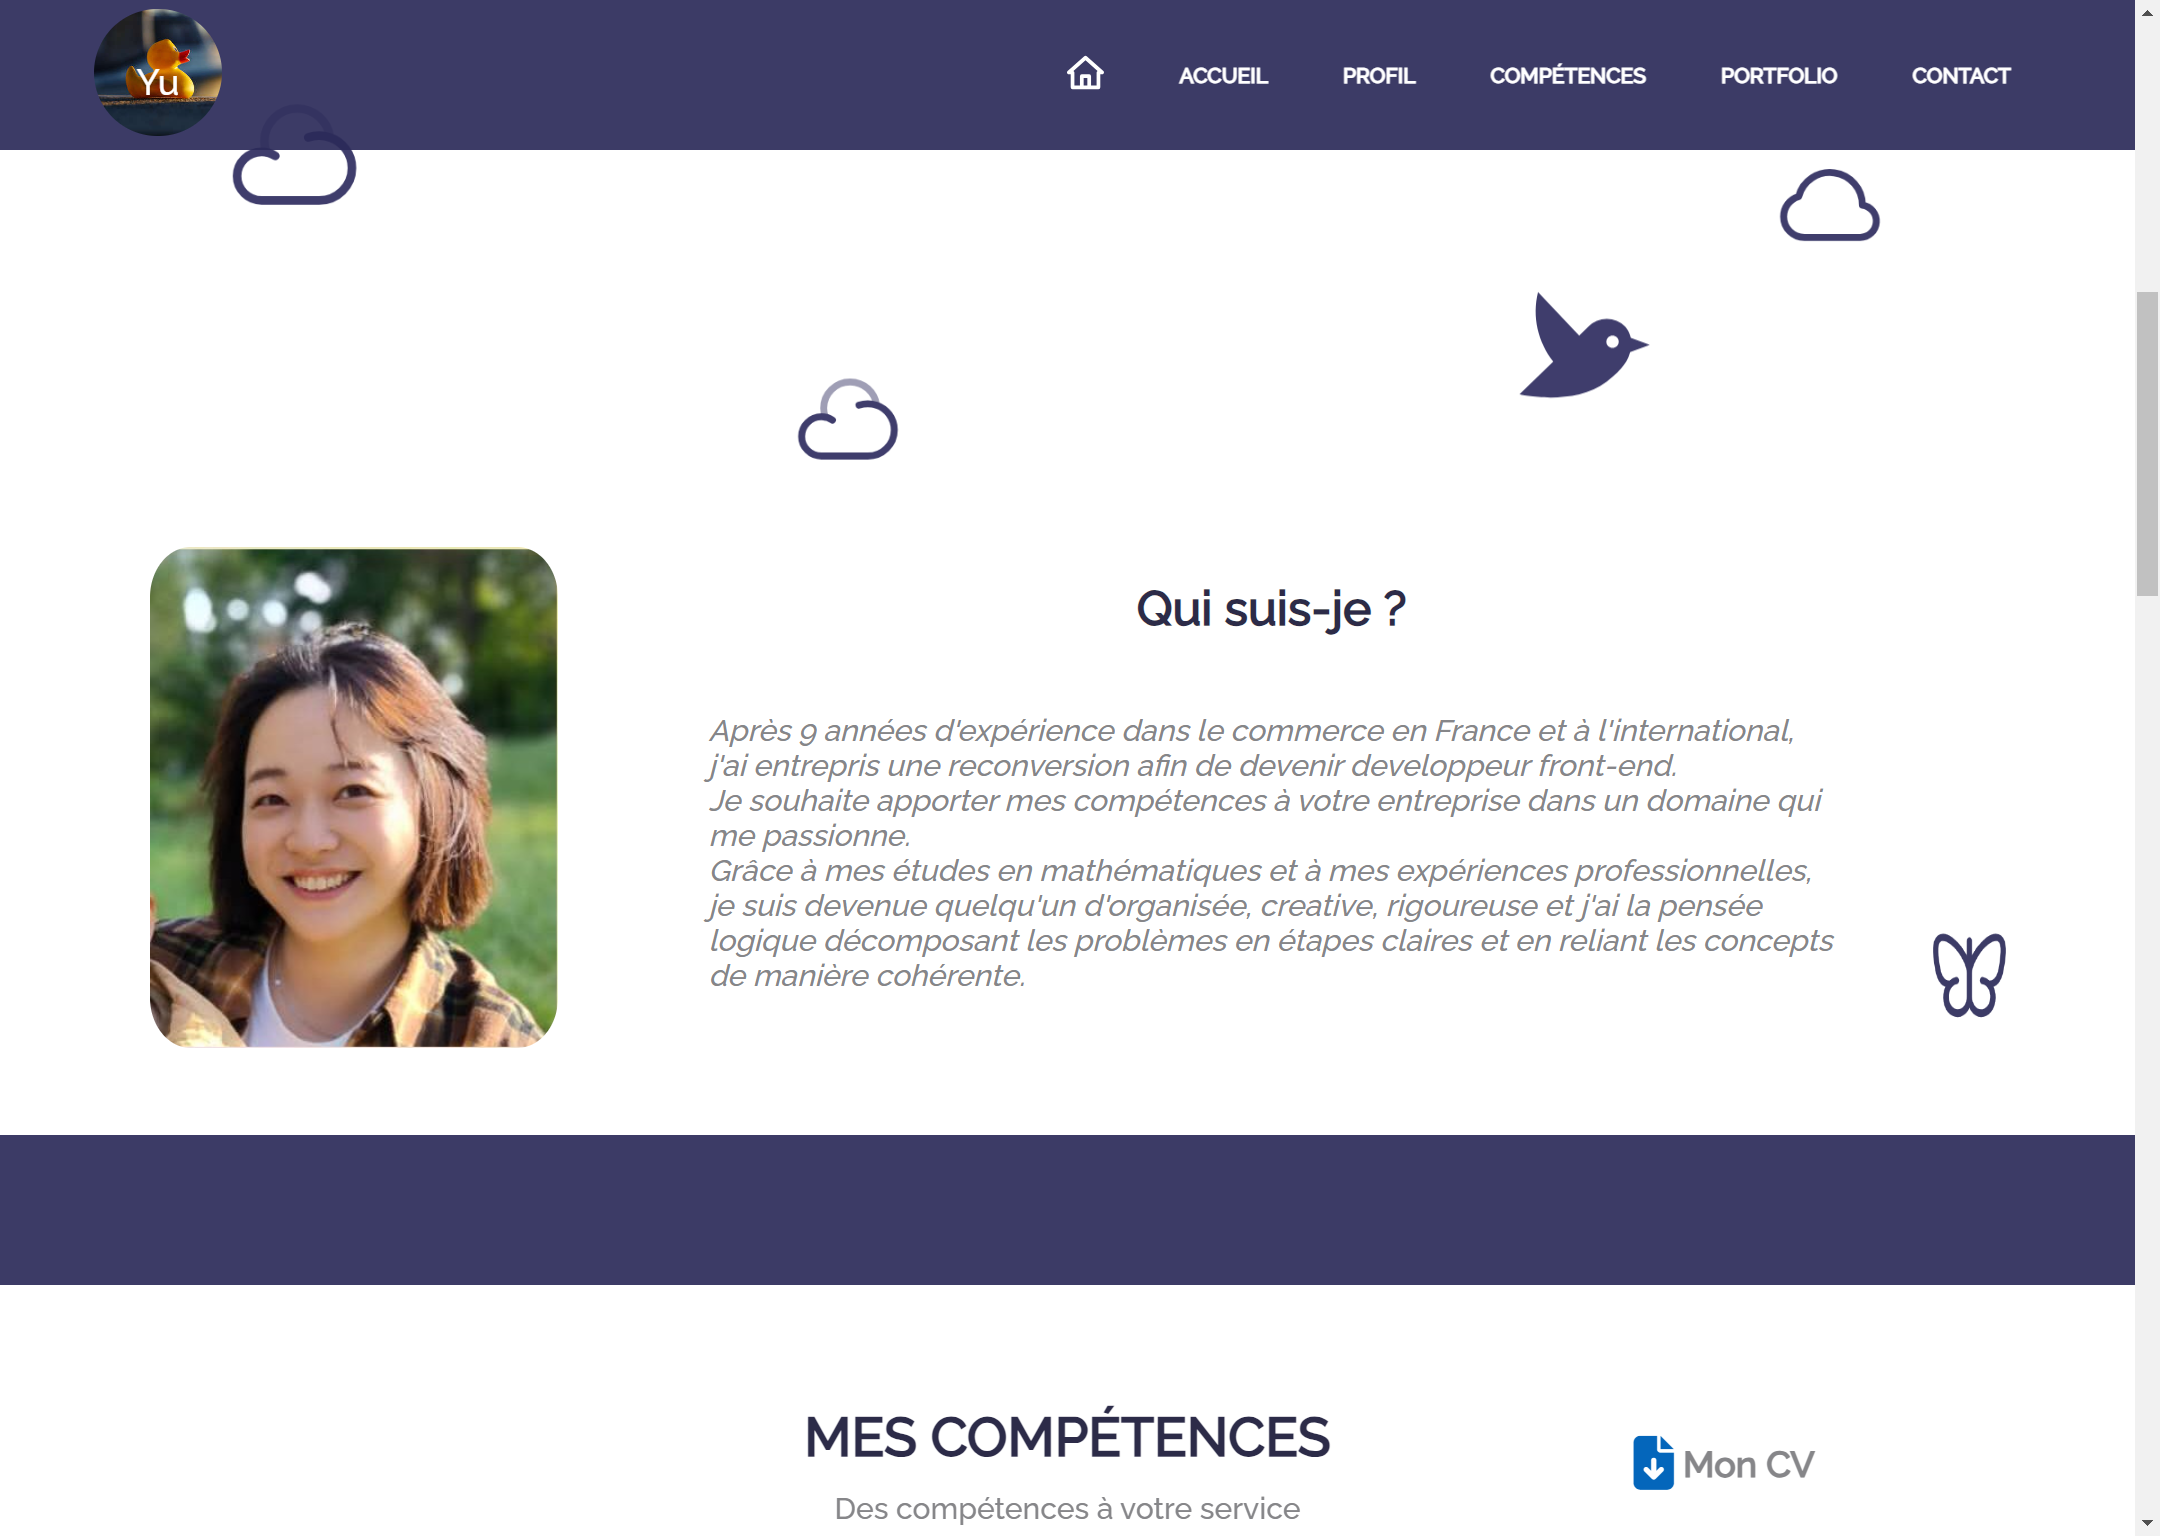 Yu
ACCUEIL PROFIL COMPÉTENCES PORTFOLIO CONTACT
Qui suis-je ?
Après 9 années d'expérience dans le commerce en France et à l'international,
j'ai entrepris une reconversion afin de devenir developpeur front-end.
Je souhaite apporter mes compétences à votre entreprise dans un domaine qui
me passionne.
Grâce à mes études en mathématiques et à mes expériences professionnelles,
je suis devenue quelqu'un d'organisée, creative, rigoureuse et j'ai la pensée
logique décomposant les problèmes en étapes claires et en reliant les concepts
de manière cohérente.
MES COMPÉTENCES
Mon CV
Des compétences à votre service